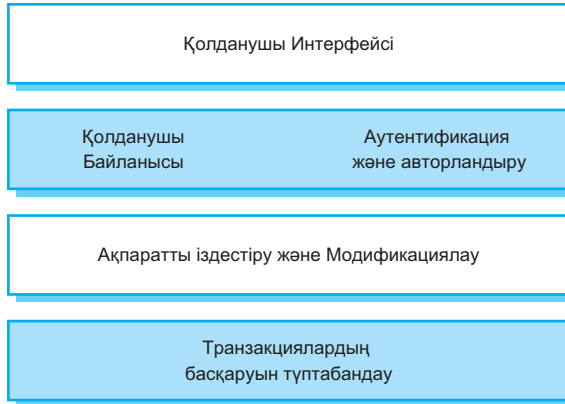 Қолданушы Интерфейсі
Қолданушы
Байланысы
Аутентификация
және авторландыру
Ақпаратты іздестіру және Модификациялау
Транзакциялардың
басқаруын түптабандау